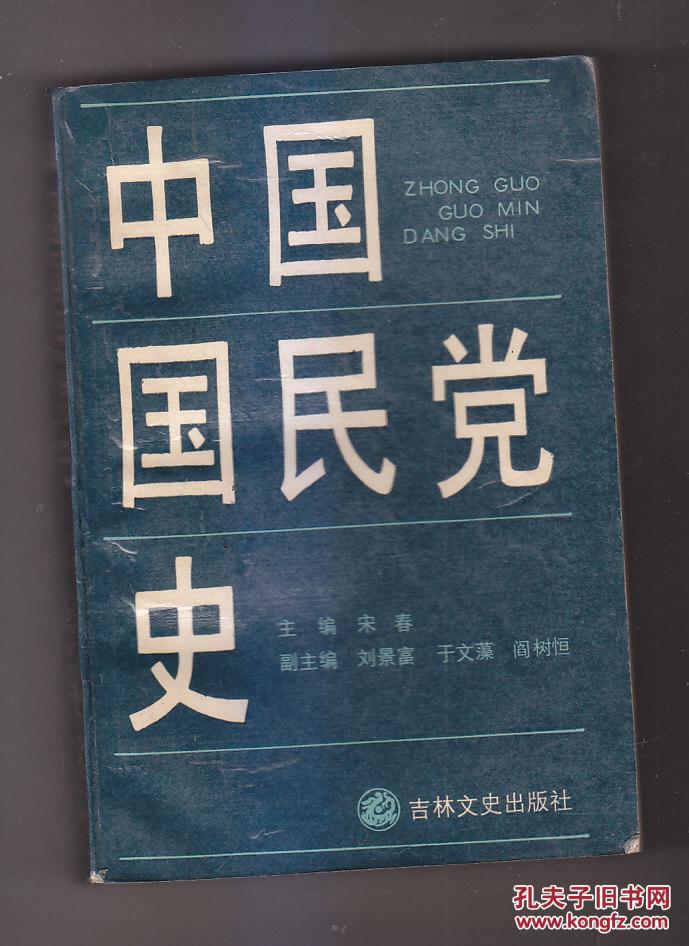 中国
ZHONG GUO
GUO MIN
DANG SHI
国民党
史
主编 宋春
副主编 刘景富 于文藻 阎树恒
吉林文史出版社
孔夫子旧书网
www.kongfz.com